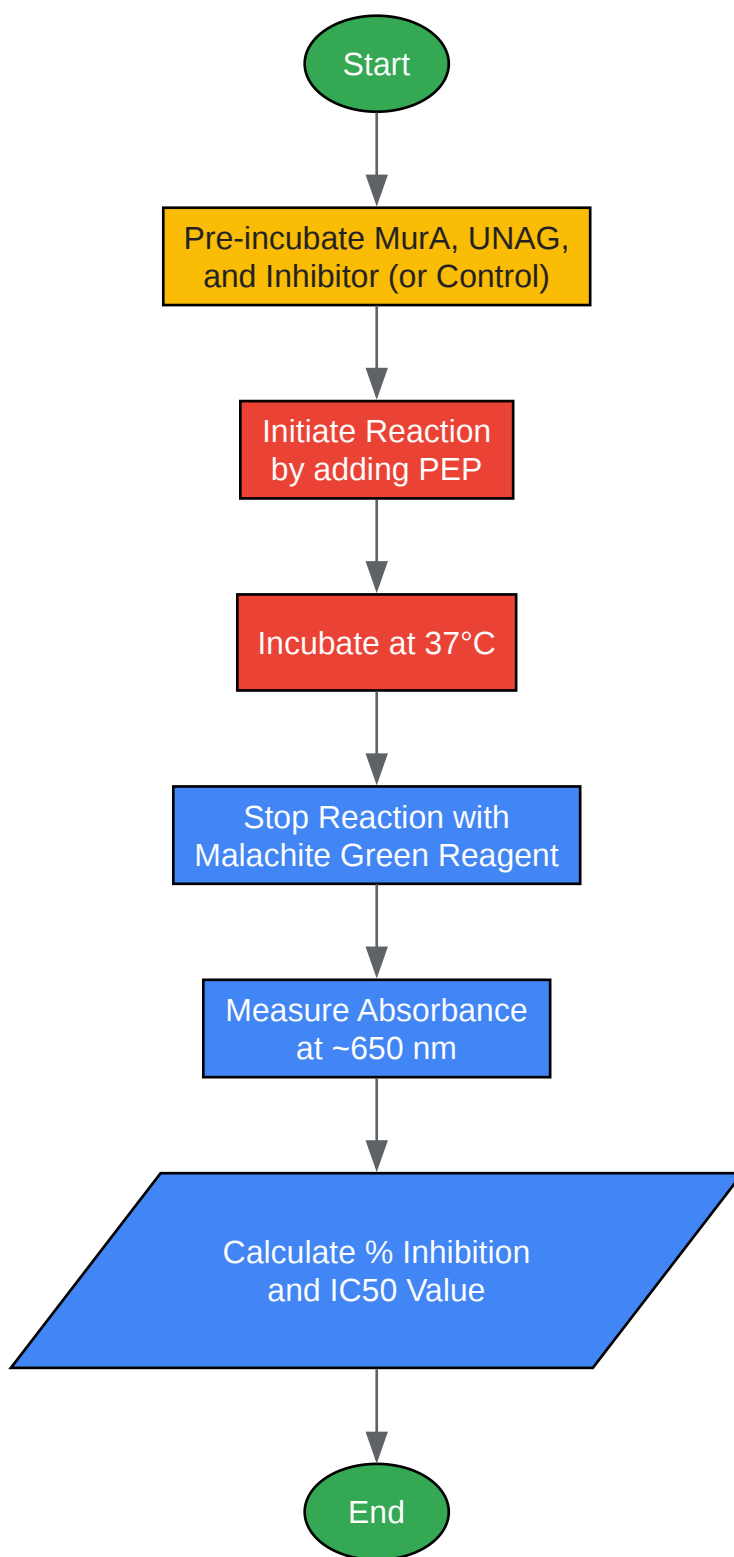 Start
Pre-incubate MurA, UNAG,
and Inhibitor (or Control)
Initiate Reaction
by adding PEP
Incubate at 37°C
Stop Reaction with
Malachite Green Reagent
Measure Absorbance
at ~650 nm
Calculate % Inhibition
and IC50 Value
End